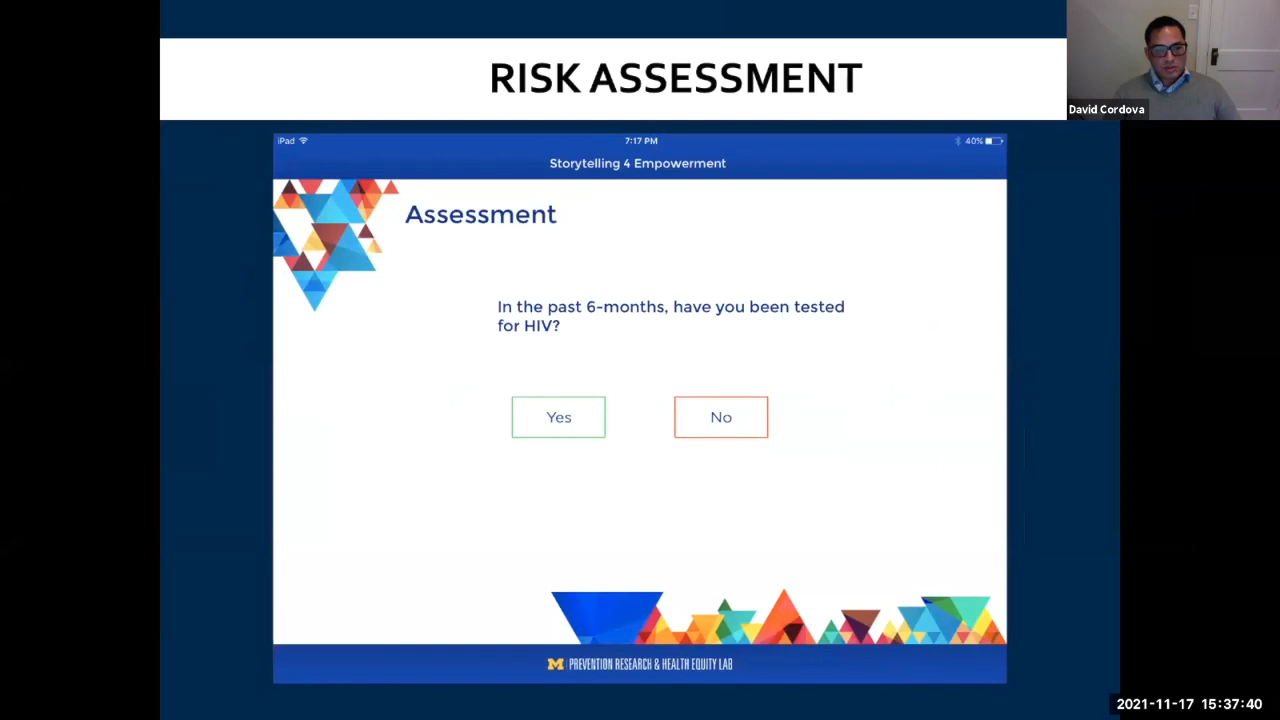 RISK ASSESSMENT
David Cordova
iPad
7:17 PM
40%
Storytelling 4 Empowerment
Assessment
In the past 6-months, have you been tested
for HIV?
Yes
No
M PREVENTION RESEARCH & HEALTH EQUITY LAB
2021-11-17 15:37:40